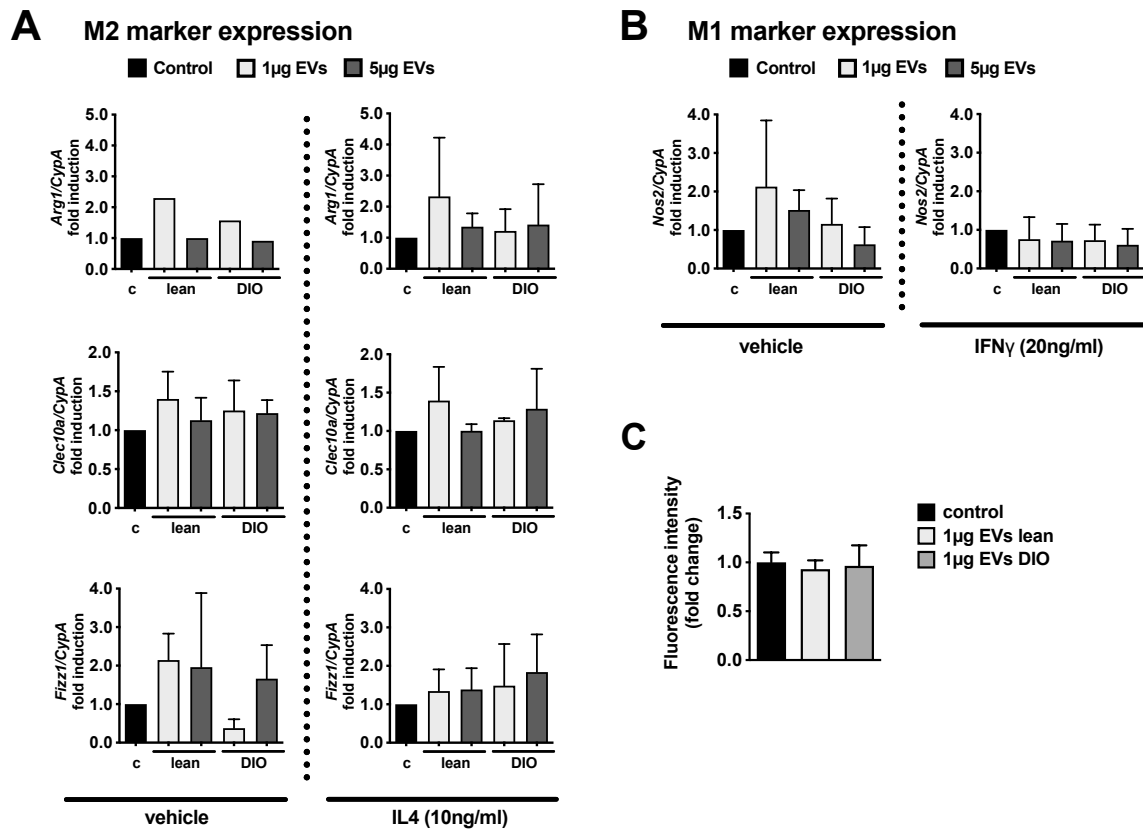 A M2 marker expression
Control 1µg EVs 5µg EVs
Arg1/CypA
fold induction
5.0
4.0
3.0
2.0
1.0
0.0
c lean DIO
Arg1/CypA
fold induction
5.0
4.0
3.0
2.0
1.0
0.0
c lean DIO
Clec10a/CypA
fold induction
2.0
1.5
1.0
0.5
0.0
c lean DIO
Clec10a/CypA
fold induction
2.0
1.5
1.0
0.5
0.0
c lean DIO
Fizz1/CypA
fold induction
4.0
3.0
2.0
1.0
0.0
c lean DIO
Fizz1/CypA
fold induction
4.0
3.0
2.0
1.0
0.0
c lean DIO
vehicle
IL4 (10ng/ml)
B M1 marker expression
Control 1µg EVs 5µg EVs
Nos2/CypA
fold induction
4.0
3.0
2.0
1.0
0.0
c lean DIO
Nos2/CypA
fold induction
4.0
3.0
2.0
1.0
0.0
c lean DIO
vehicle
IFNγ (20ng/ml)
C
Fluorescence intensity
(fold change)
1.5
1.0
0.5
0.0
control
1µg EVs lean
1µg EVs DIO